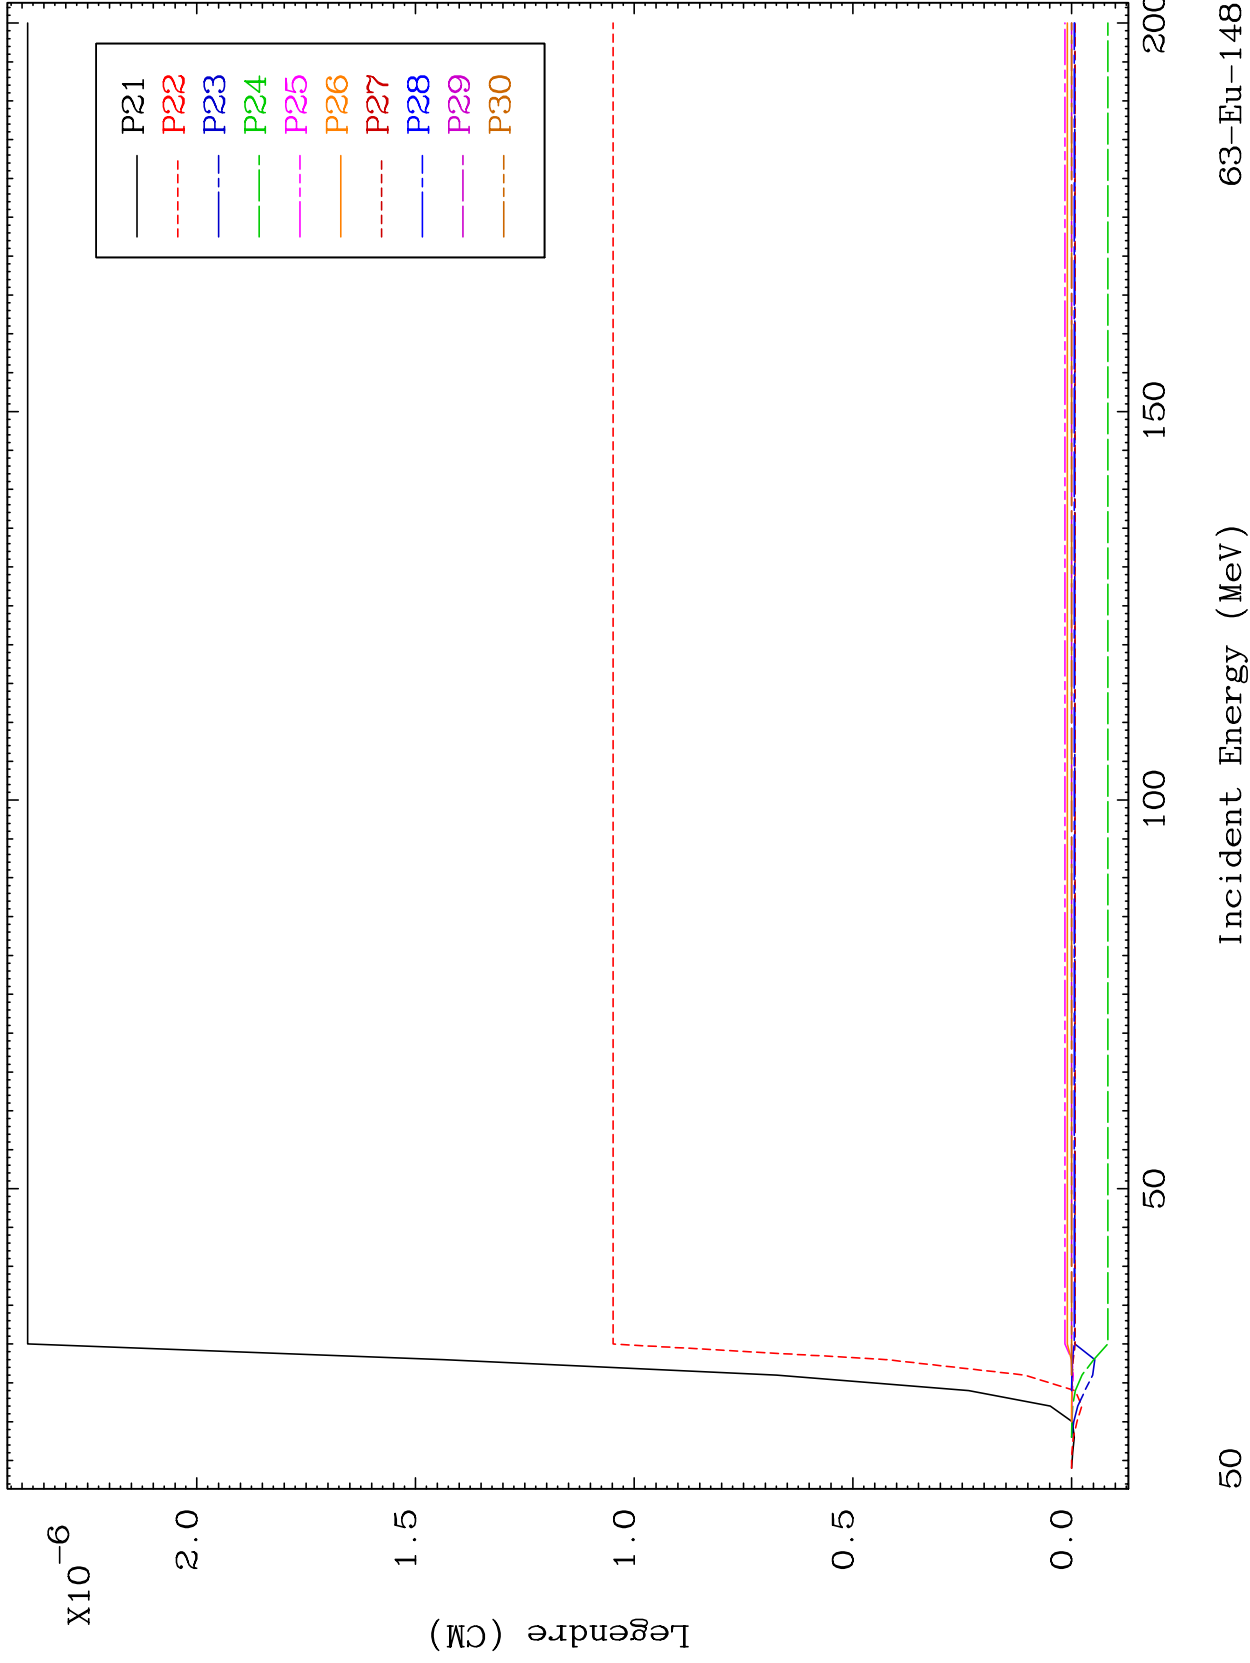 X10-6
2.0
1.5
1.0
0.5
0.0
Legendre (CM)
P21
P22
P23
P24
P25
P26
P27
P28
P29
P30
50
100
150
200
Incident Energy (MeV)
50
63-Eu-148